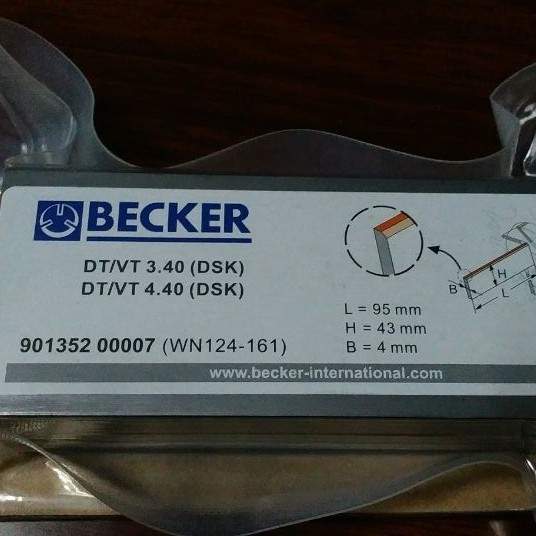 BECKER
DT/VT 3.40 (DSK)
DT/VT 4.40 (DSK)
901352 00007 (WN124-161)
B
H
L
L = 95 mm
H = 43 mm
B = 4 mm
www.becker-international.com